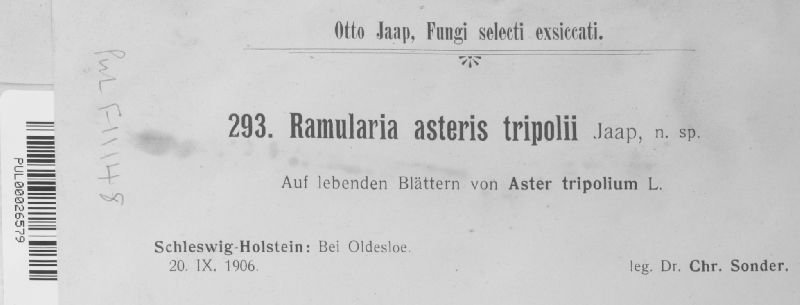 Otto Jaap, Fungi selecti exsiccati.
293. Ramularia asteris tripolii Jaap, n. sp.
Auf lebenden Blättern von Aster tripolium L.
Schleswig-Holstein: Bei Oldesloe.
20. IX. 1906.
leg. Dr. Chr. Sonder.
PUL00026579
PUL F11148